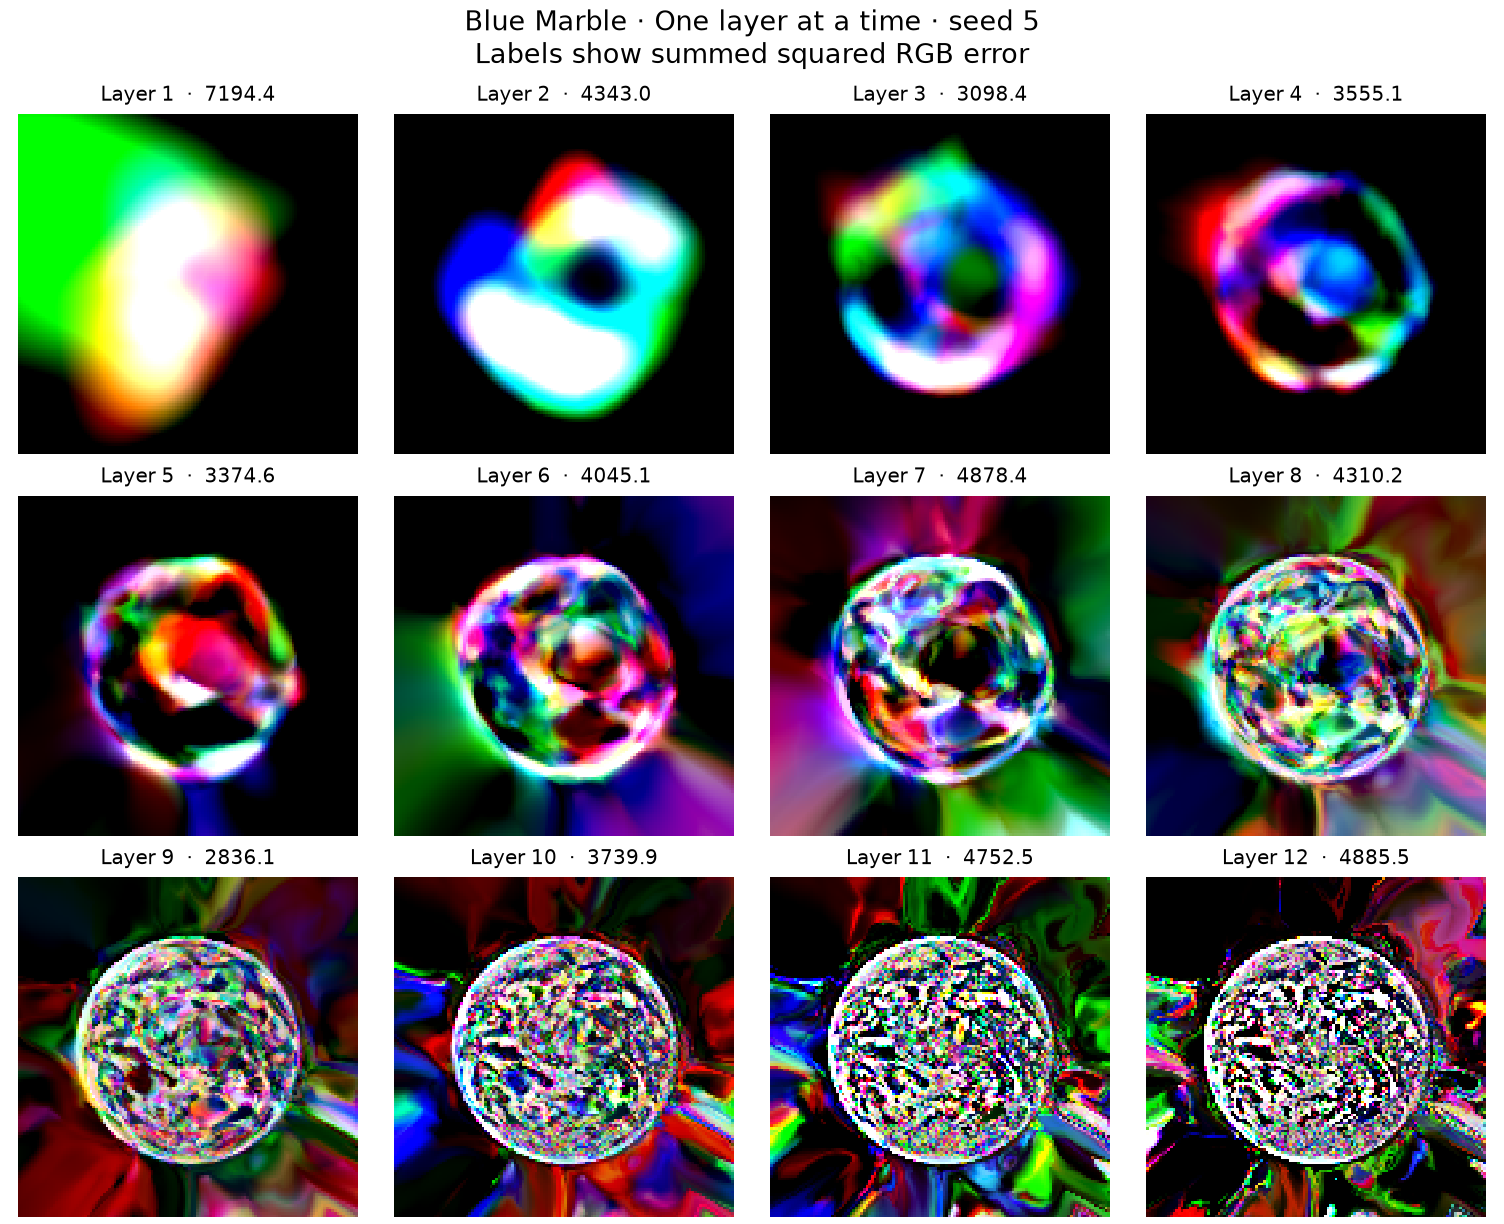 Blue Marble · One layer at a time · seed 5
Labels show summed squared RGB error
Layer 1 · 7194.4
Layer 2 · 4343.0
Layer 3 · 3098.4
Layer 4 · 3555.1
Layer 5 · 3374.6
Layer 6 · 4045.1
Layer 7 · 4878.4
Layer 8 · 4310.2
Layer 9 · 2836.1
Layer 10 · 3739.9
Layer 11 · 4752.5
Layer 12 · 4885.5